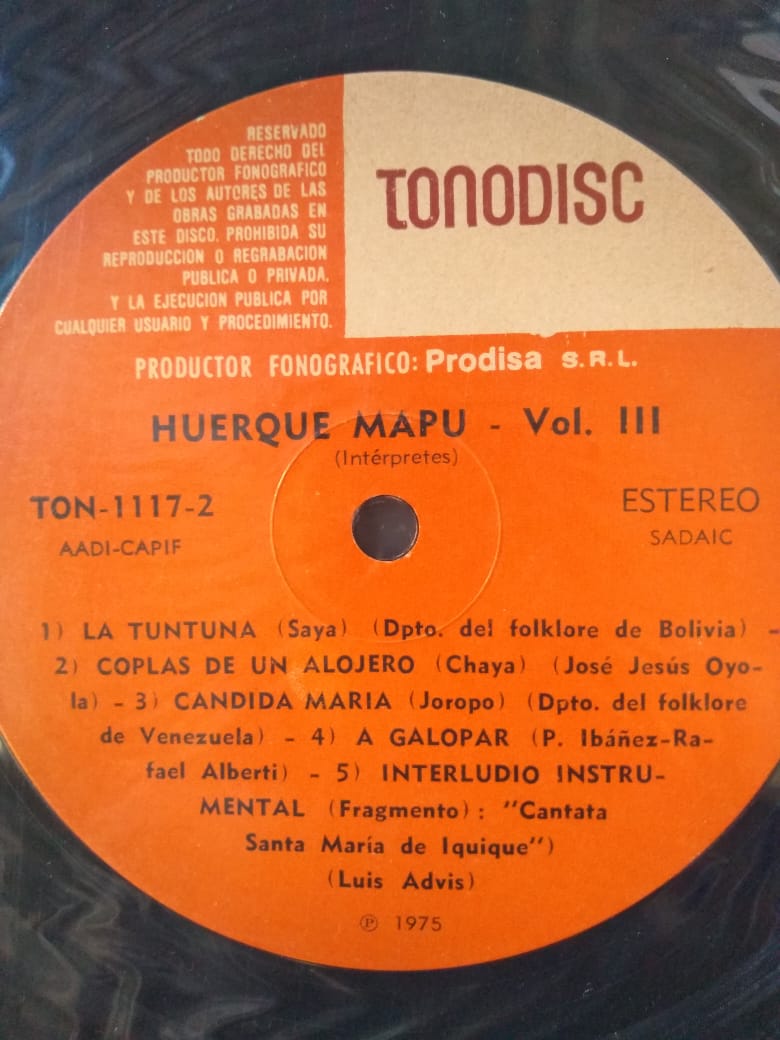 RESERVADO
TODO DERECHO DEL
PRODUCTOR FONOGRAFICO
Y DE LOS AUTORES DE LAS
OBRAS GRABADAS EN
ESTE DISCO. PROHIBIDA SU
REPRODUCCION O REGRABACION
PUBLICA O PRIVADA,
Y LA EJECUCION PUBLICA POR
CUALQUIER USUARIO Y PROCEDIMIENTO.
TONODISC
PRODUCTOR FONOGRAFICO: Prodisa S.R.L.
HUERQUE MAPU - Vol. III
(Intérpretes)
TON-1117-2
AADI-CAPIF
ESTEREO
SADAIC
1) LA TUNTUNA (Saya) (Dpto. del folklore de Bolivia) -
2) COPLAS DE UN ALOJERO (Chaya) (José Jesús Oyo-
la) - 3) CANDIDA MARIA (Joropo) (Dpto. del folklore
de Venezuela) - 4) A GALOPAR (P. Ibáñez-Ra-
fael Alberti) - 5) INTERLUDIO INSTRU-
MENTAL (Fragmento): "Cantata
Santa María de Iquique")
(Luis Advis)
℗ 1975